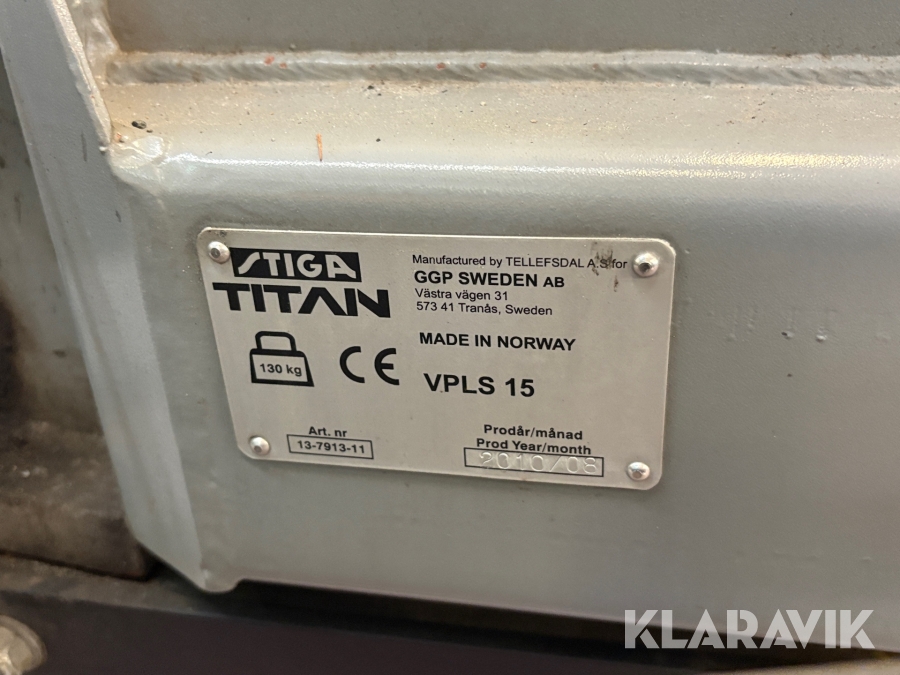 STIGA
TITAN
Manufactured by TELLEFSDAL A.S for
GGP SWEDEN AB
Västra vägen 31
573 41 Tranås, Sweden
MADE IN NORWAY
130 kg
CE
VPLS 15
Art. nr
13-7913-11
Prodår/månad
Prod Year/month
2010/08
KLARAVIK